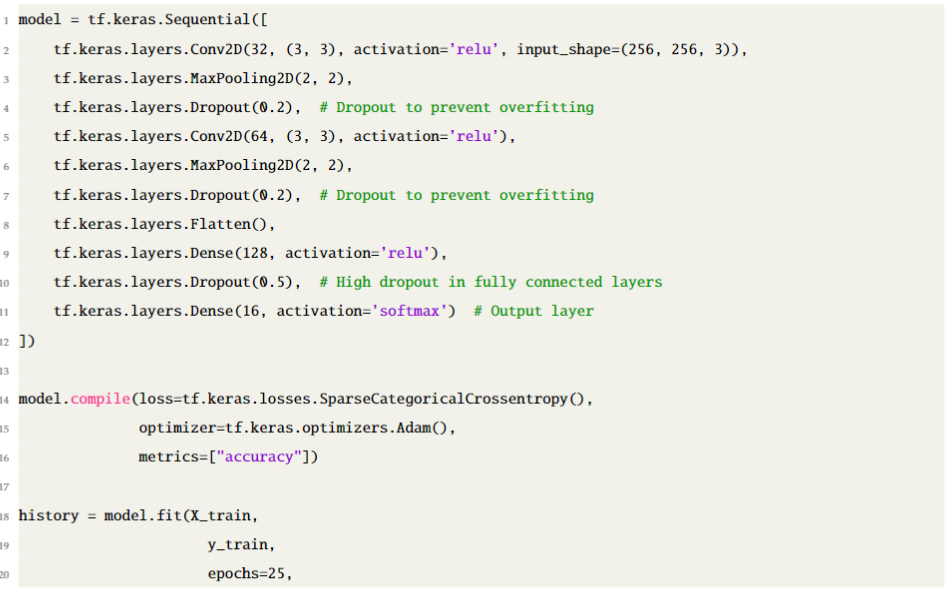 1 model = tf.keras.Sequential([
2     tf.keras.layers.Conv2D(32, (3, 3), activation='relu', input_shape=(256, 256, 3)),
3     tf.keras.layers.MaxPooling2D(2, 2),
4     tf.keras.layers.Dropout(0.2),  # Dropout to prevent overfitting
5     tf.keras.layers.Conv2D(64, (3, 3), activation='relu'),
6     tf.keras.layers.MaxPooling2D(2, 2),
7     tf.keras.layers.Dropout(0.2),  # Dropout to prevent overfitting
8     tf.keras.layers.Flatten(),
9     tf.keras.layers.Dense(128, activation='relu'),
10     tf.keras.layers.Dropout(0.5),  # High dropout in fully connected layers
11     tf.keras.layers.Dense(16, activation='softmax')  # Output layer
12 ])
13
14 model.compile(loss=tf.keras.losses.SparseCategoricalCrossentropy(),
15               optimizer=tf.keras.optimizers.Adam(),
16               metrics=["accuracy"])
17
18 history = model.fit(X_train,
19                       y_train,
20                       epochs=25,